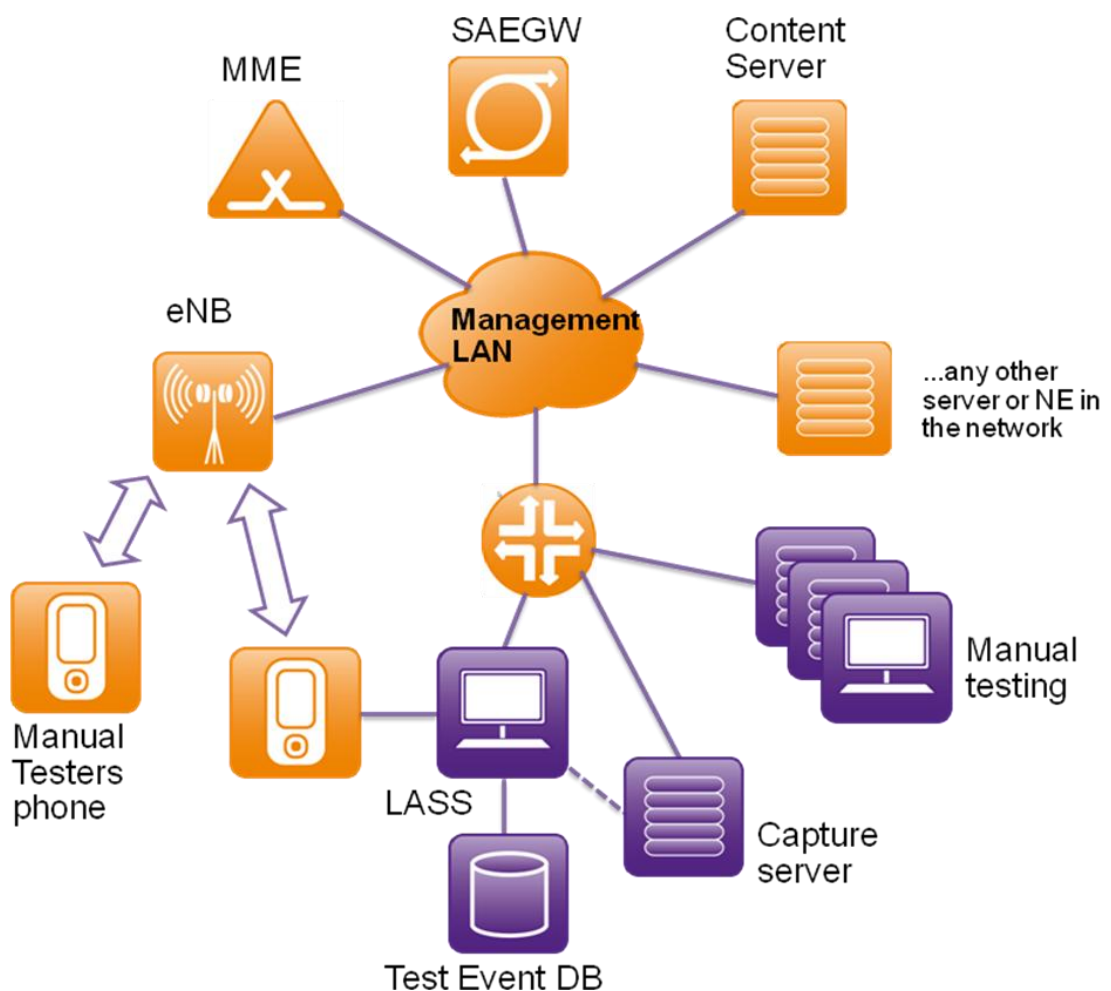 SAEGW
Content
Server
MME
eNB
Management
LAN
...any other
server or NE in
the network
Manual
testing
Manual
Testers
phone
LASS
Capture
server
Test Event DB